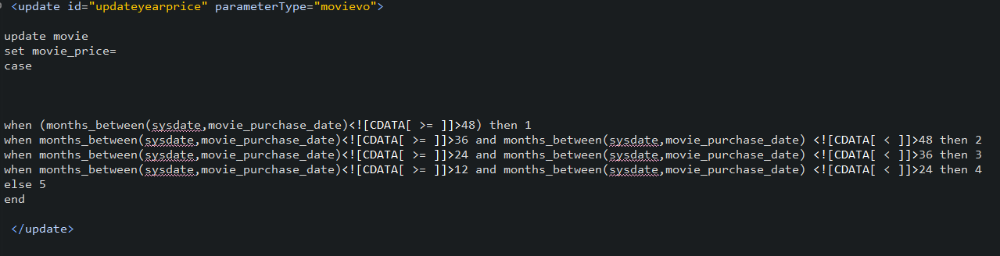 <update id="updateyearprice" parameterType="movievo">
update movie
set movie_price=
case
when (months_between(sysdate,movie_purchase_date)<![CDATA[ >= ]]>48) then 1
when months_between(sysdate,movie_purchase_date)<![CDATA[ >= ]]>36 and months_between(sysdate,movie_purchase_date) <![CDATA[ < ]]>48 then 2
when months_between(sysdate,movie_purchase_date)<![CDATA[ >= ]]>24 and months_between(sysdate,movie_purchase_date) <![CDATA[ < ]]>36 then 3
when months_between(sysdate,movie_purchase_date)<![CDATA[ >= ]]>12 and months_between(sysdate,movie_purchase_date) <![CDATA[ < ]]>24 then 4
else 5
end
</update>